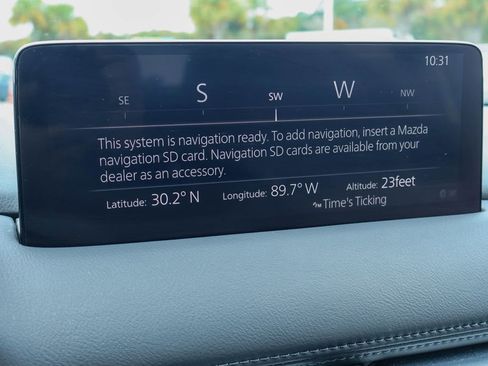 10:31
SE S SW W NW
This system is navigation ready. To add navigation, insert a Mazda
navigation SD card. Navigation SD cards are available from your
dealer as an accessory.
Latitude: 30.2° N Longitude: 89.7° W Altitude: 23feet
Time's Ticking